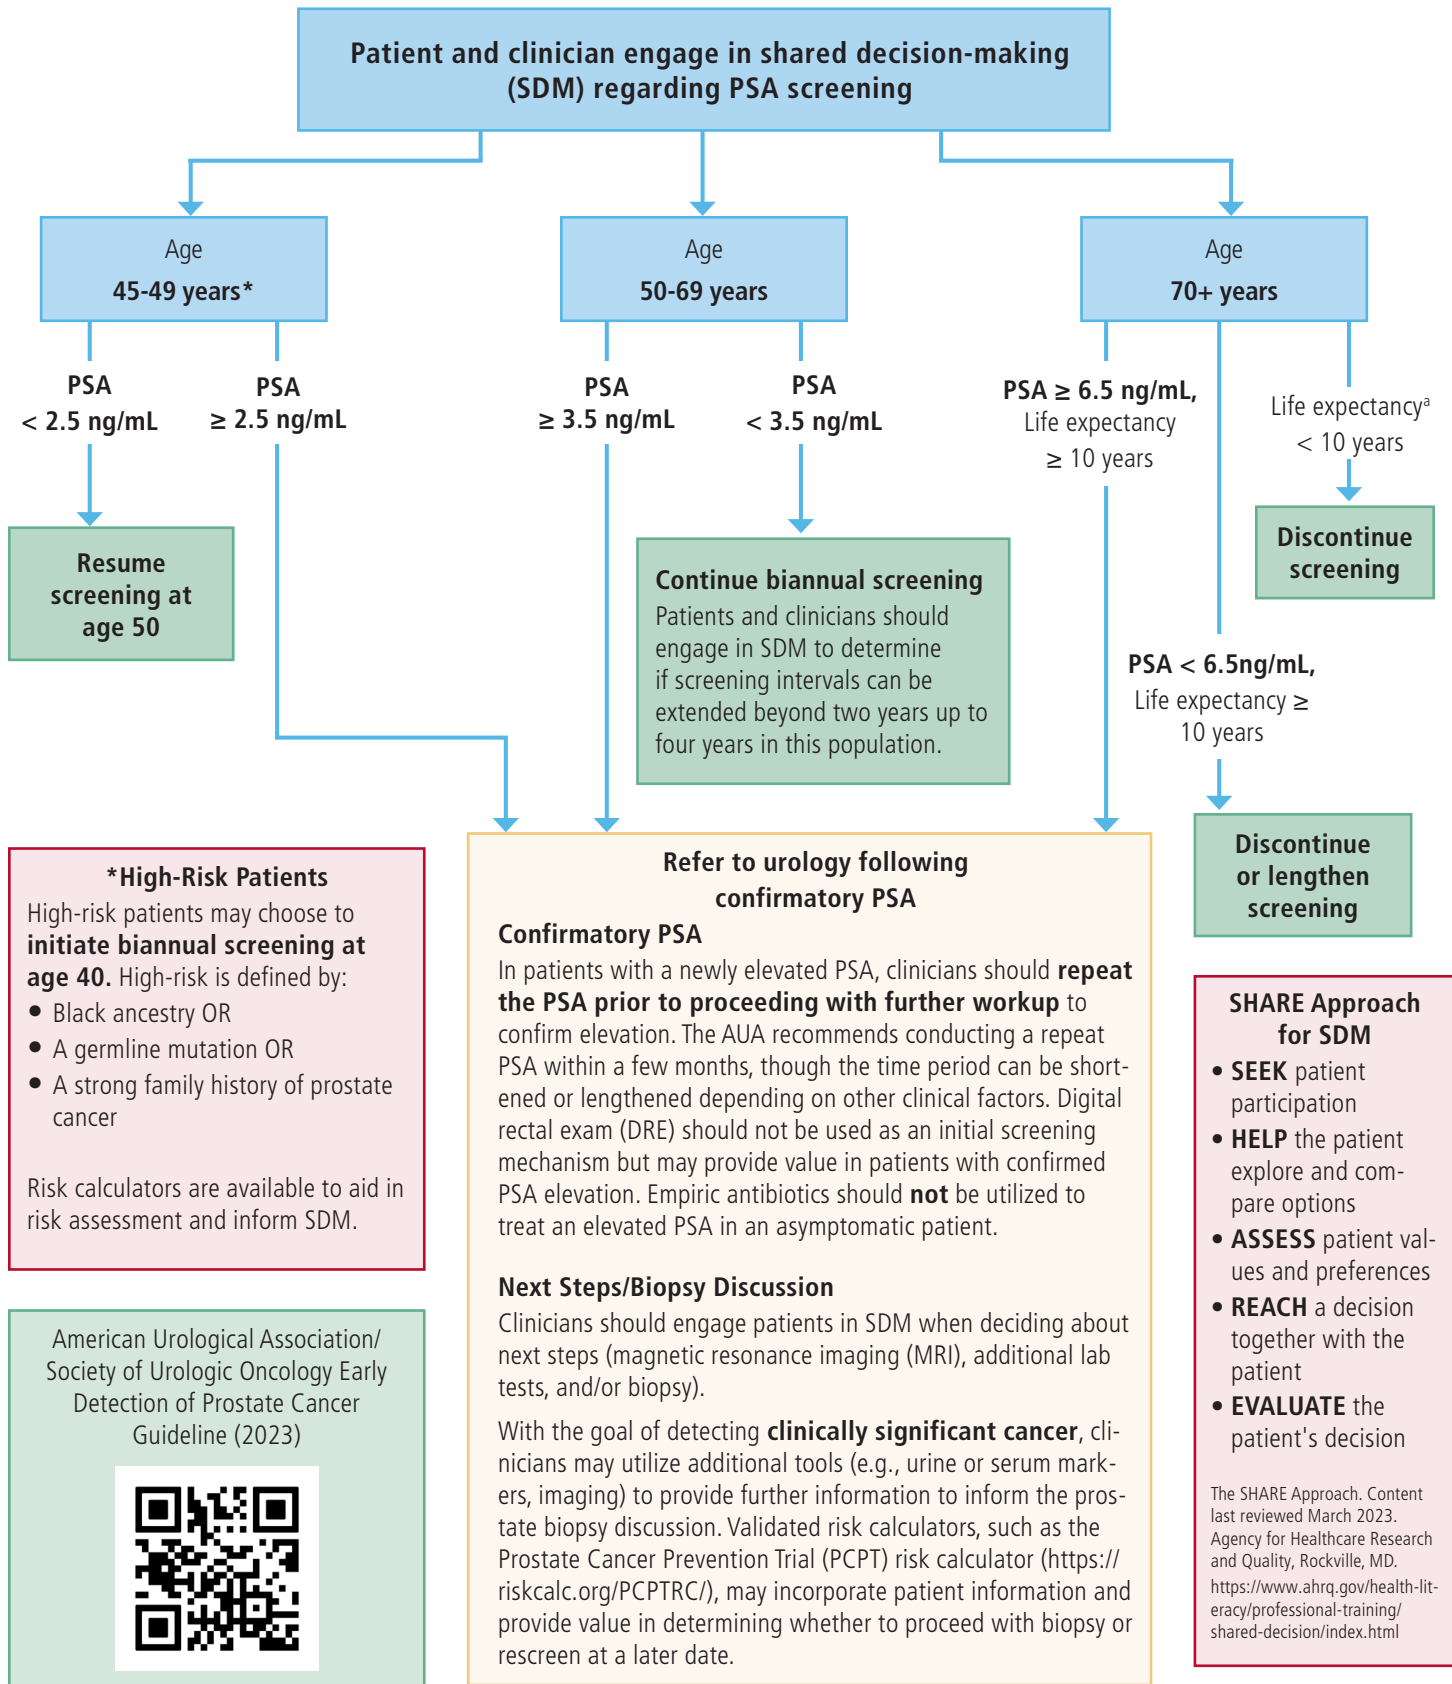 Patient and clinician engage in shared decision-making
(SDM) regarding PSA screening
Age
45-49 years*
Age
50-69 years
Age
70+ years
PSA
< 2.5 ng/mL
PSA
≥ 2.5 ng/mL
PSA
≥ 3.5 ng/mL
PSA
< 3.5 ng/mL
PSA ≥ 6.5 ng/mL,
Life expectancy
≥ 10 years
Life expectancyᵃ
< 10 years
Resume
screening at
age 50
Continue biannual screening
Patients and clinicians should
engage in SDM to determine
if screening intervals can be
extended beyond two years up to
four years in this population.
Discontinue
screening
PSA < 6.5ng/mL,
Life expectancy ≥
10 years
Discontinue
or lengthen
screening
*High-Risk Patients
High-risk patients may choose to
initiate biannual screening at
age 40. High-risk is defined by:
• Black ancestry OR
• A germline mutation OR
• A strong family history of prostate
cancer
Risk calculators are available to aid in
risk assessment and inform SDM.
American Urological Association/
Society of Urologic Oncology Early
Detection of Prostate Cancer
Guideline (2023)
Refer to urology following
confirmatory PSA
Confirmatory PSA
In patients with a newly elevated PSA, clinicians should repeat
the PSA prior to proceeding with further workup to
confirm elevation. The AUA recommends conducting a repeat
PSA within a few months, though the time period can be short-
ened or lengthened depending on other clinical factors. Digital
rectal exam (DRE) should not be used as an initial screening
mechanism but may provide value in patients with confirmed
PSA elevation. Empiric antibiotics should not be utilized to
treat an elevated PSA in an asymptomatic patient.
Next Steps/Biopsy Discussion
Clinicians should engage patients in SDM when deciding about
next steps (magnetic resonance imaging (MRI), additional lab
tests, and/or biopsy).
With the goal of detecting clinically significant cancer, cli-
nicians may utilize additional tools (e.g., urine or serum mark-
ers, imaging) to provide further information to inform the pros-
tate biopsy discussion. Validated risk calculators, such as the
Prostate Cancer Prevention Trial (PCPT) risk calculator (https://
riskcalc.org/PCPTRC/), may incorporate patient information and
provide value in determining whether to proceed with biopsy or
rescreen at a later date.
SHARE Approach
for SDM
• SEEK patient
participation
• HELP the patient
explore and com-
pare options
• ASSESS patient val-
ues and preferences
• REACH a decision
together with the
patient
• EVALUATE the
patient's decision
The SHARE Approach. Content
last reviewed March 2023.
Agency for Healthcare Research
and Quality, Rockville, MD.
https://www.ahrq.gov/health-lit-
eracy/professional-training/
shared-decision/index.html